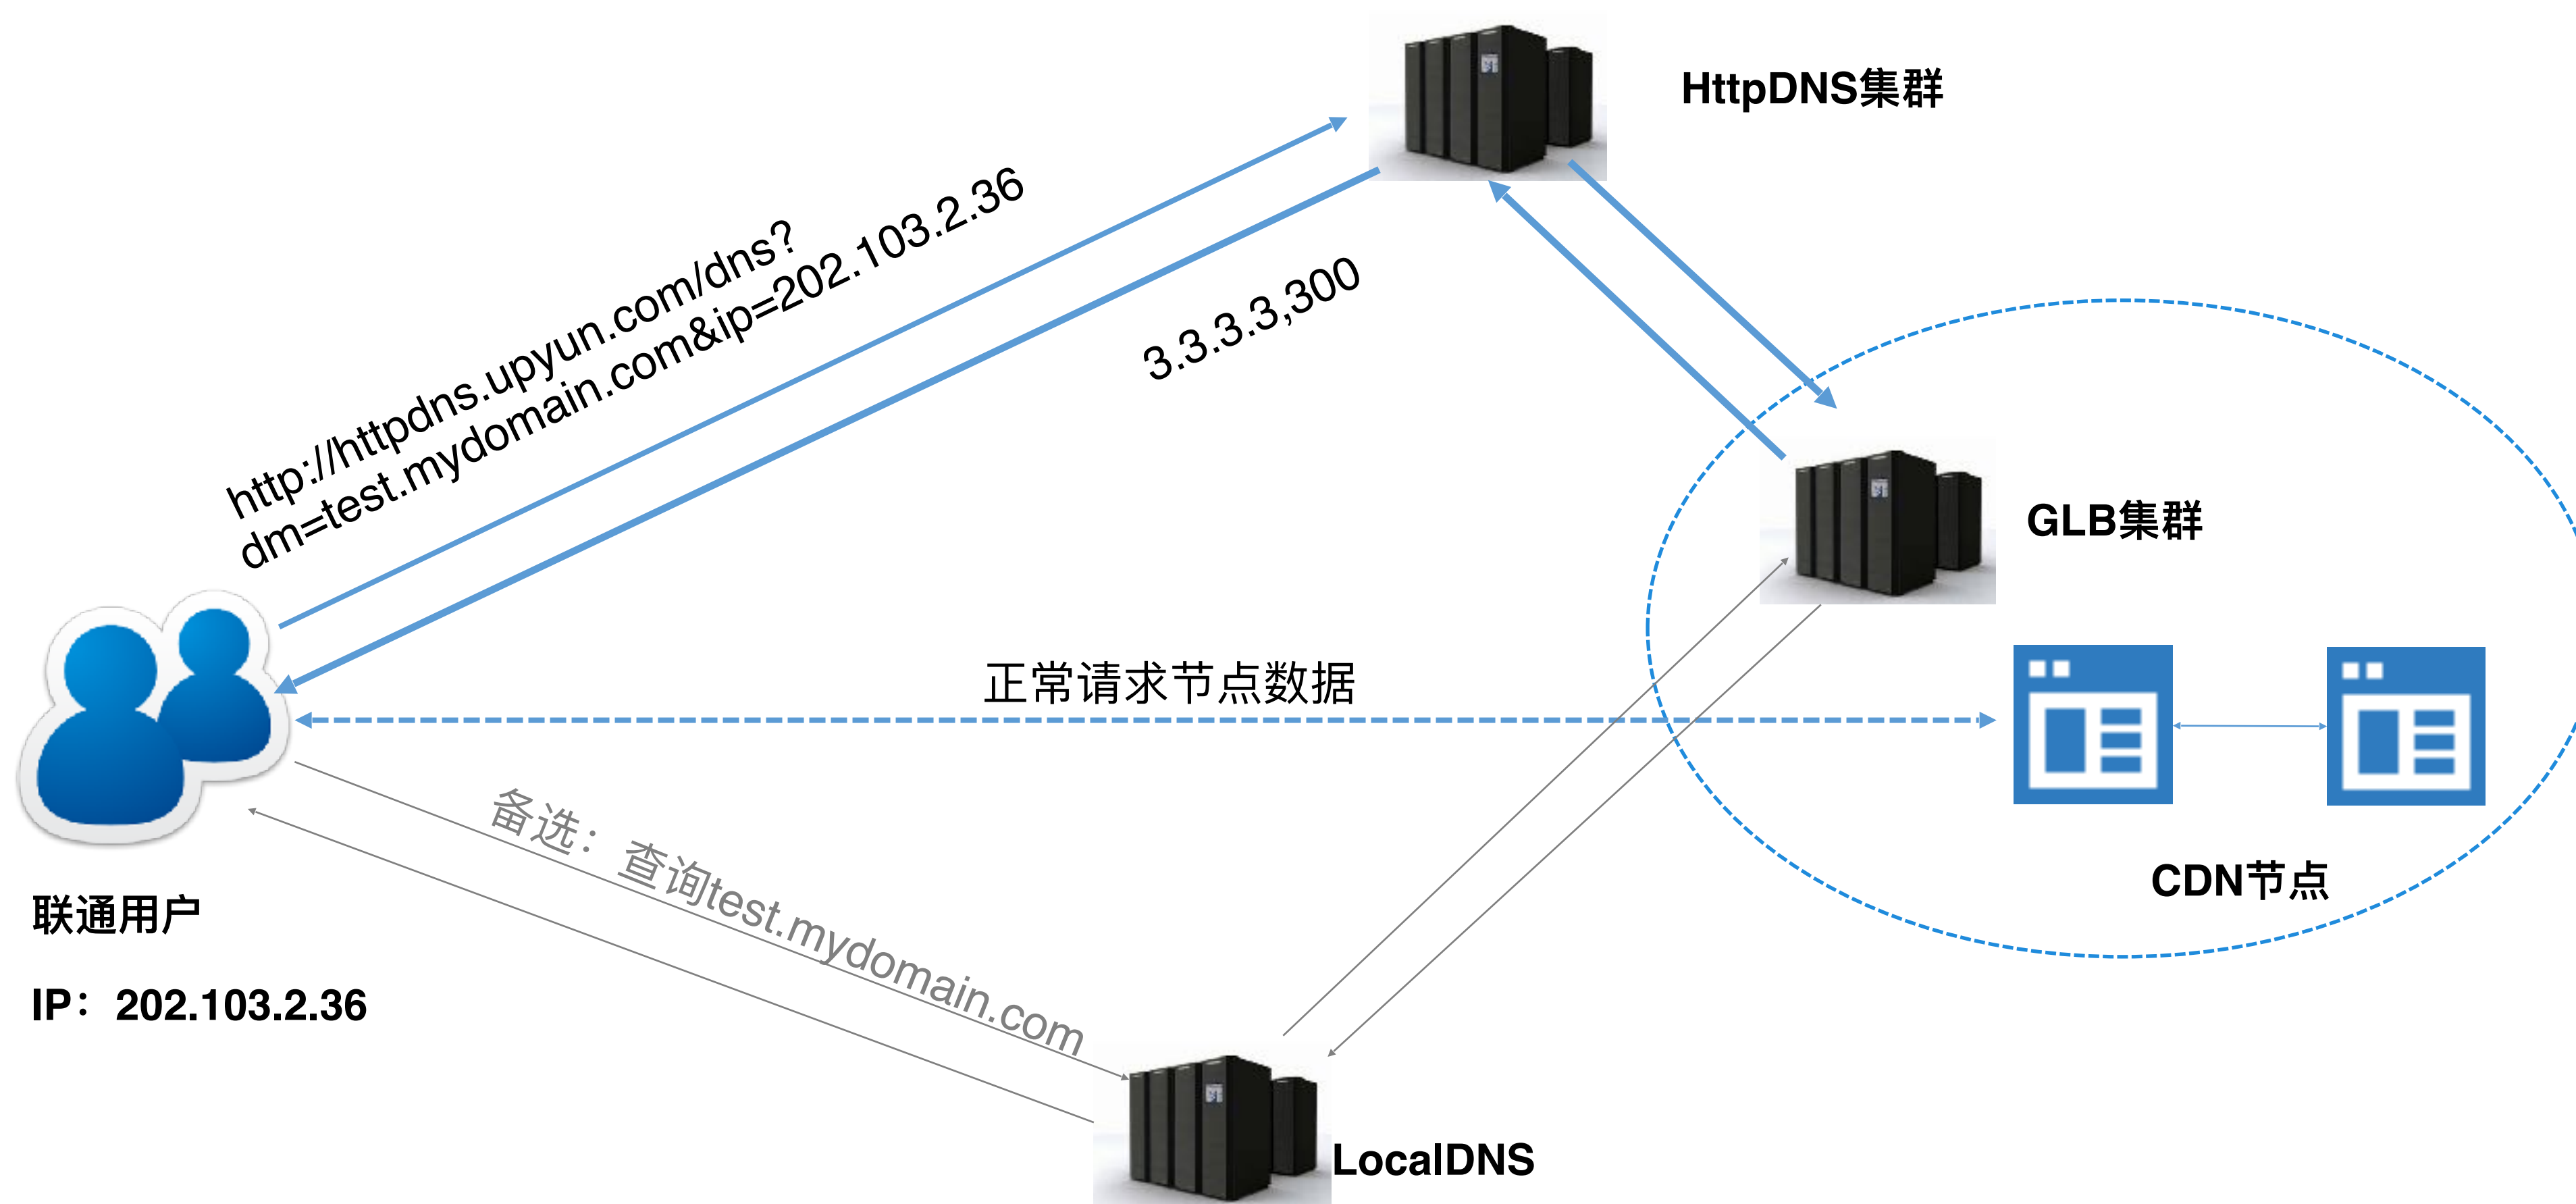 HttpDNS集群
http://httpdns.upyun.com/dns?
dm=test.mydomain.com&ip=202.103.2.36
3.3.3.3,300
GLB集群
正常请求节点数据
备选：查询test.mydomain.com
CDN节点
联通用户
IP：202.103.2.36
LocalDNS